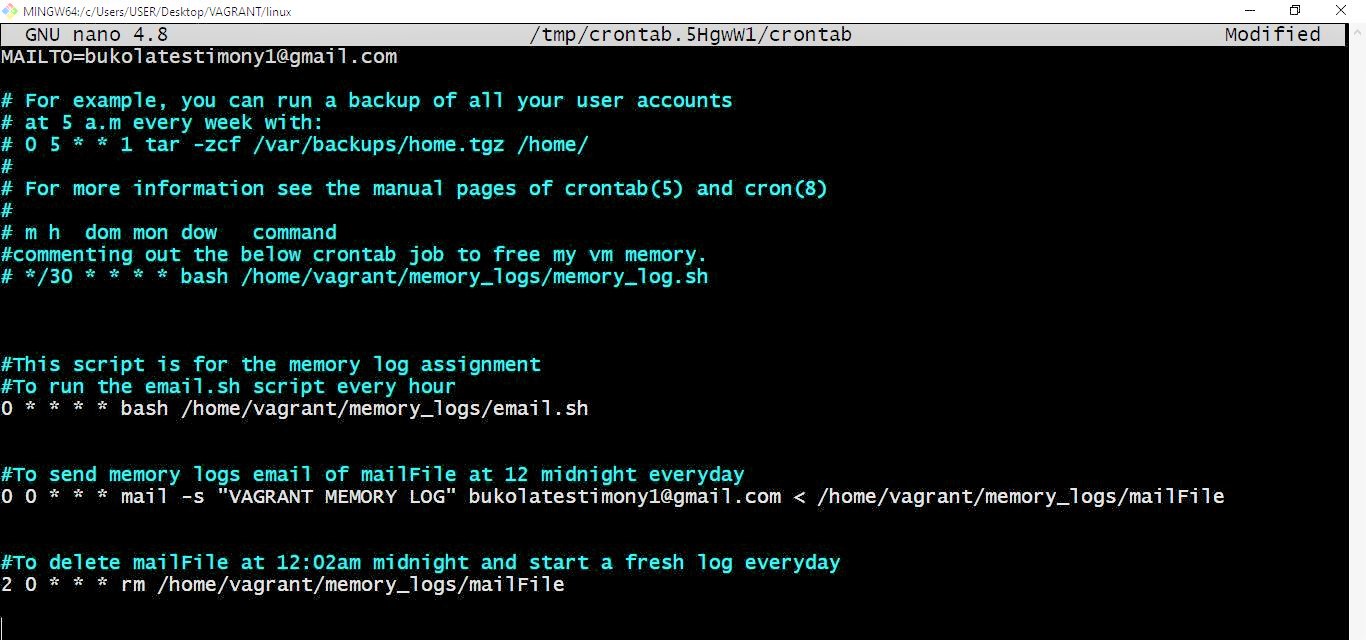 MINGW64:/c/Users/USER/Desktop/VAGRANT/linux
GNU nano 4.8 /tmp/crontab.5HgwW1/crontab Modified
MAILTO=bukolatestimony1@gmail.com
# For example, you can run a backup of all your user accounts
# at 5 a.m every week with:
# 0 5 * * 1 tar -zcf /var/backups/home.tgz /home/
#
# For more information see the manual pages of crontab(5) and cron(8)
#
# m h  dom mon dow   command
#commenting out the below crontab job to free my vm memory.
# */30 * * * * bash /home/vagrant/memory_logs/memory_log.sh
#This script is for the memory log assignment
#To run the email.sh script every hour
0 * * * * bash /home/vagrant/memory_logs/email.sh
#To send memory logs email of mailFile at 12 midnight everyday
0 0 * * * mail -s "VAGRANT MEMORY LOG" bukolatestimony1@gmail.com < /home/vagrant/memory_logs/mailFile
#To delete mailFile at 12:02am midnight and start a fresh log everyday
2 0 * * * rm /home/vagrant/memory_logs/mailFile